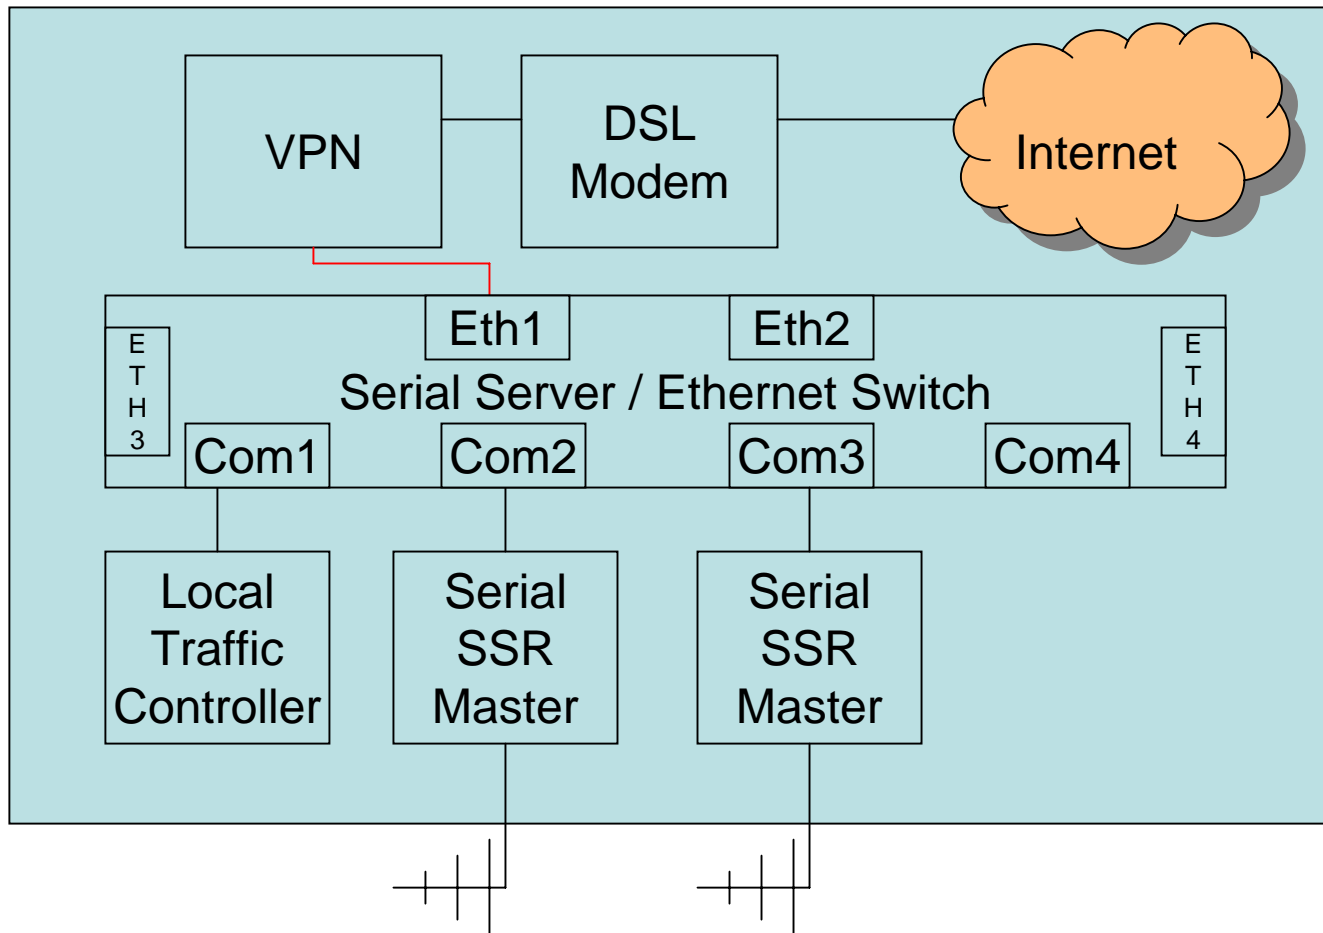 VPN
DSL
Modem
Internet
Eth1
Eth2
E
T
H
3
E
T
H
4
Serial Server / Ethernet Switch
Com1
Com2
Com3
Com4
Local
Traffic
Controller
Serial
SSR
Master
Serial
SSR
Master